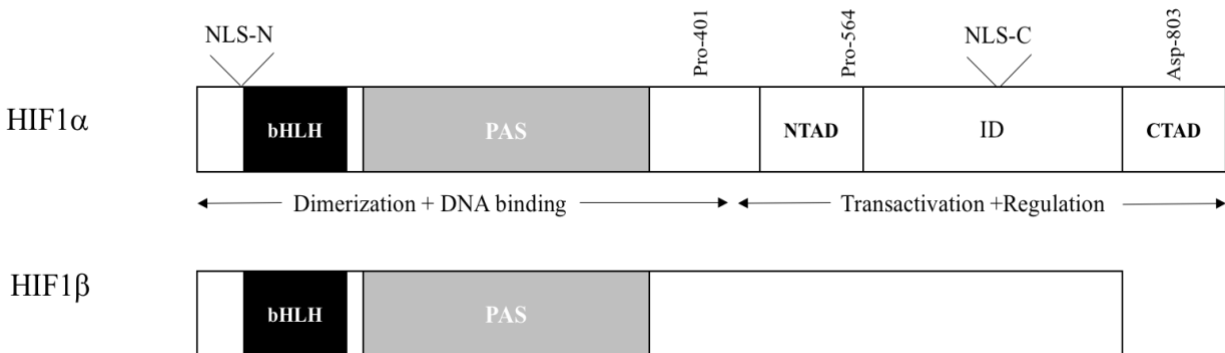 NLS-N
Pro-401
Pro-564
NLS-C
Asp-803
HIF1α
bHLH
PAS
NTAD
ID
CTAD
Dimerization + DNA binding
Transactivation +Regulation
HIF1β
bHLH
PAS